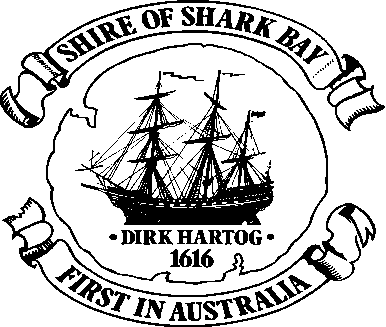 SHIRE OF SHARK BAY
• DIRK HARTOG •
1616
FIRST IN AUSTRALIA